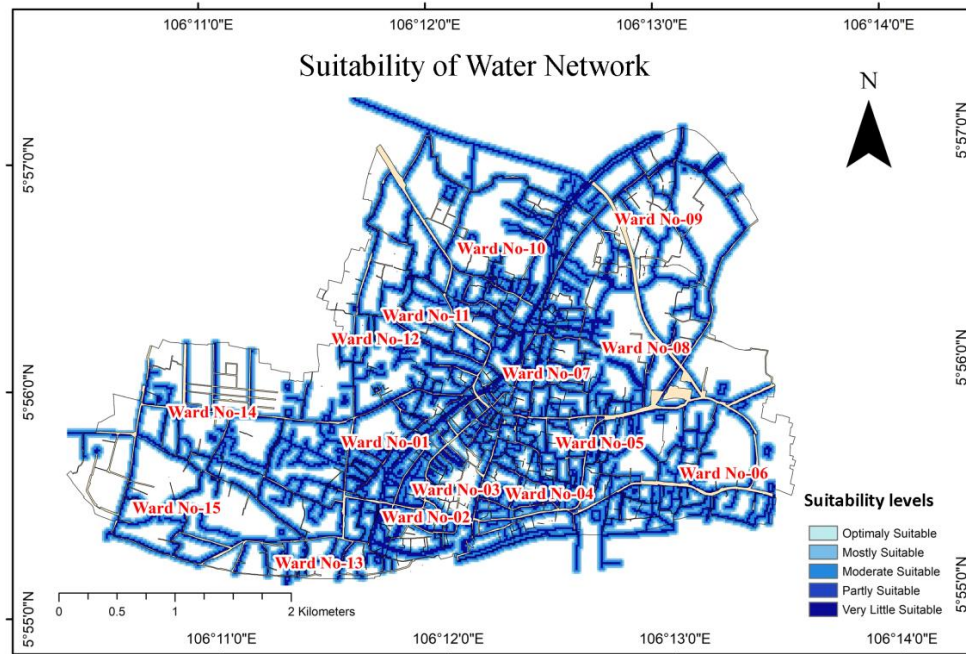 106°11'0"E
106°12'0"E
106°13'0"E
106°14'0"E
Suitability of Water Network
N
5°57'0"N
5°57'0"N
Ward No-09
Ward No-10
Ward No-11
Ward No-12
Ward No-08
Ward No-07
5°56'0"N
5°56'0"N
Ward No-14
Ward No-01
Ward No-05
Ward No-06
Ward No-03
Ward No-04
Ward No-15
Ward No-02
Ward No-13
Suitability levels
Optimaly Suitable
Mostly Suitable
Moderate Suitable
Partly Suitable
Very Little Suitable
0 0.5 1 2 Kilometers
5°55'0"N
5°55'0"N
106°11'0"E
106°12'0"E
106°13'0"E
106°14'0"E